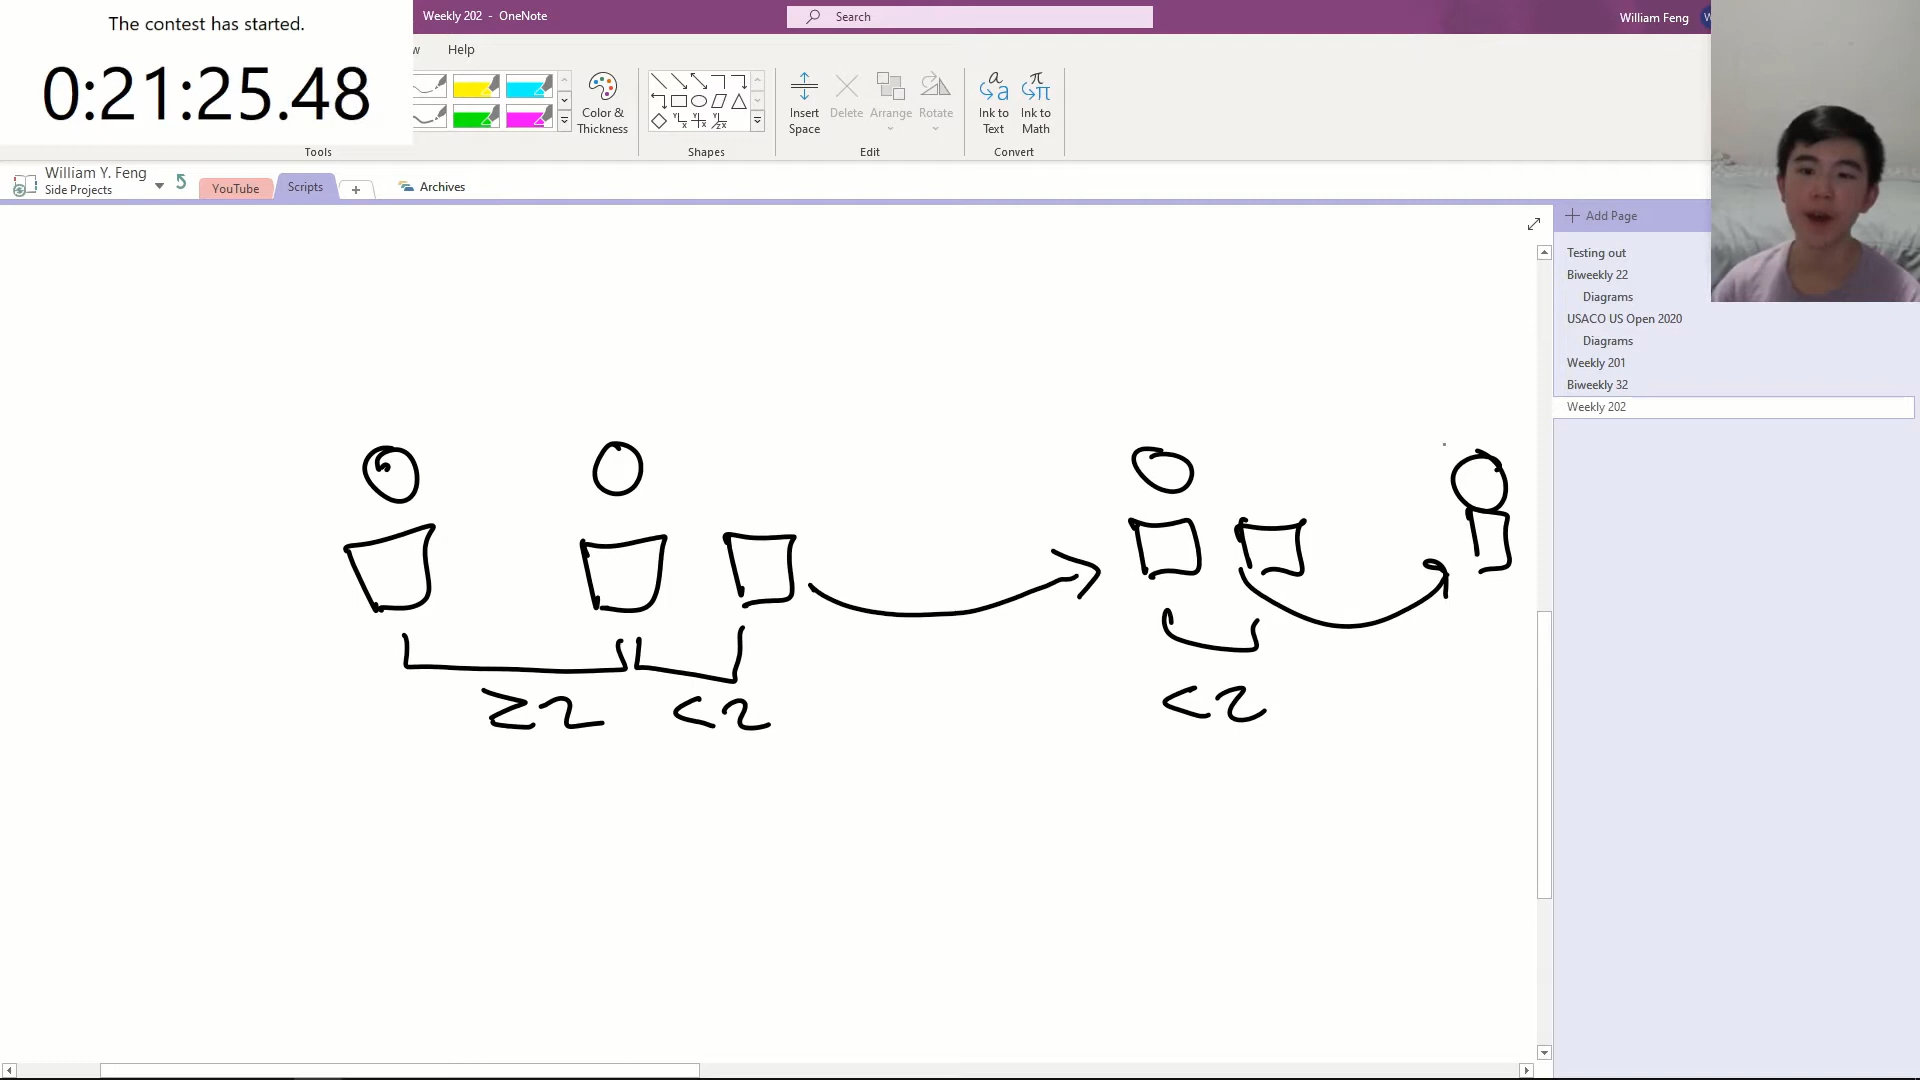 The contest has started.
0:21:25.48
Weekly 202 - OneNote
Search
William Feng
W
w
Help
Color &
Thickness
Insert
Space
Delete
Arrange
Rotate
Ink to
Text
Ink to
Math
Tools
Shapes
Edit
Convert
William Y. Feng
Side Projects
YouTube
Scripts
Archives
Add Page
Testing out
Biweekly 22
Diagrams
USACO US Open 2020
Diagrams
Weekly 201
Biweekly 32
Weekly 202
≥2
<2
<2